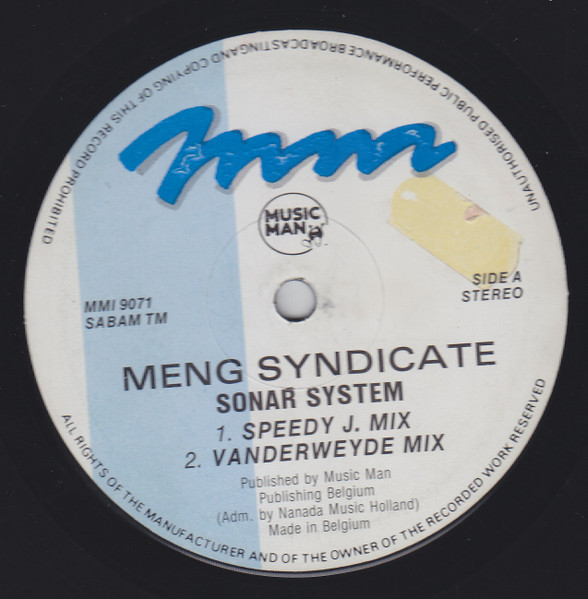 UNAUTHORISED PUBLIC PERFORMANCE BROADCASTING AND COPYING OF THIS RECORD PROHIBITED
mm
MUSIC
MAN
SIDE A
STEREO
MMI 9071
SABAM TM
MENG SYNDICATE
SONAR SYSTEM
1. SPEEDY J. MIX
2. VANDERWEYDE MIX
Published by Music Man
Publishing Belgium
(Adm. by Nanada Music Holland)
Made in Belgium
ALL RIGHTS OF THE MANUFACTURER AND OF THE OWNER OF THE RECORDED WORK RESERVED